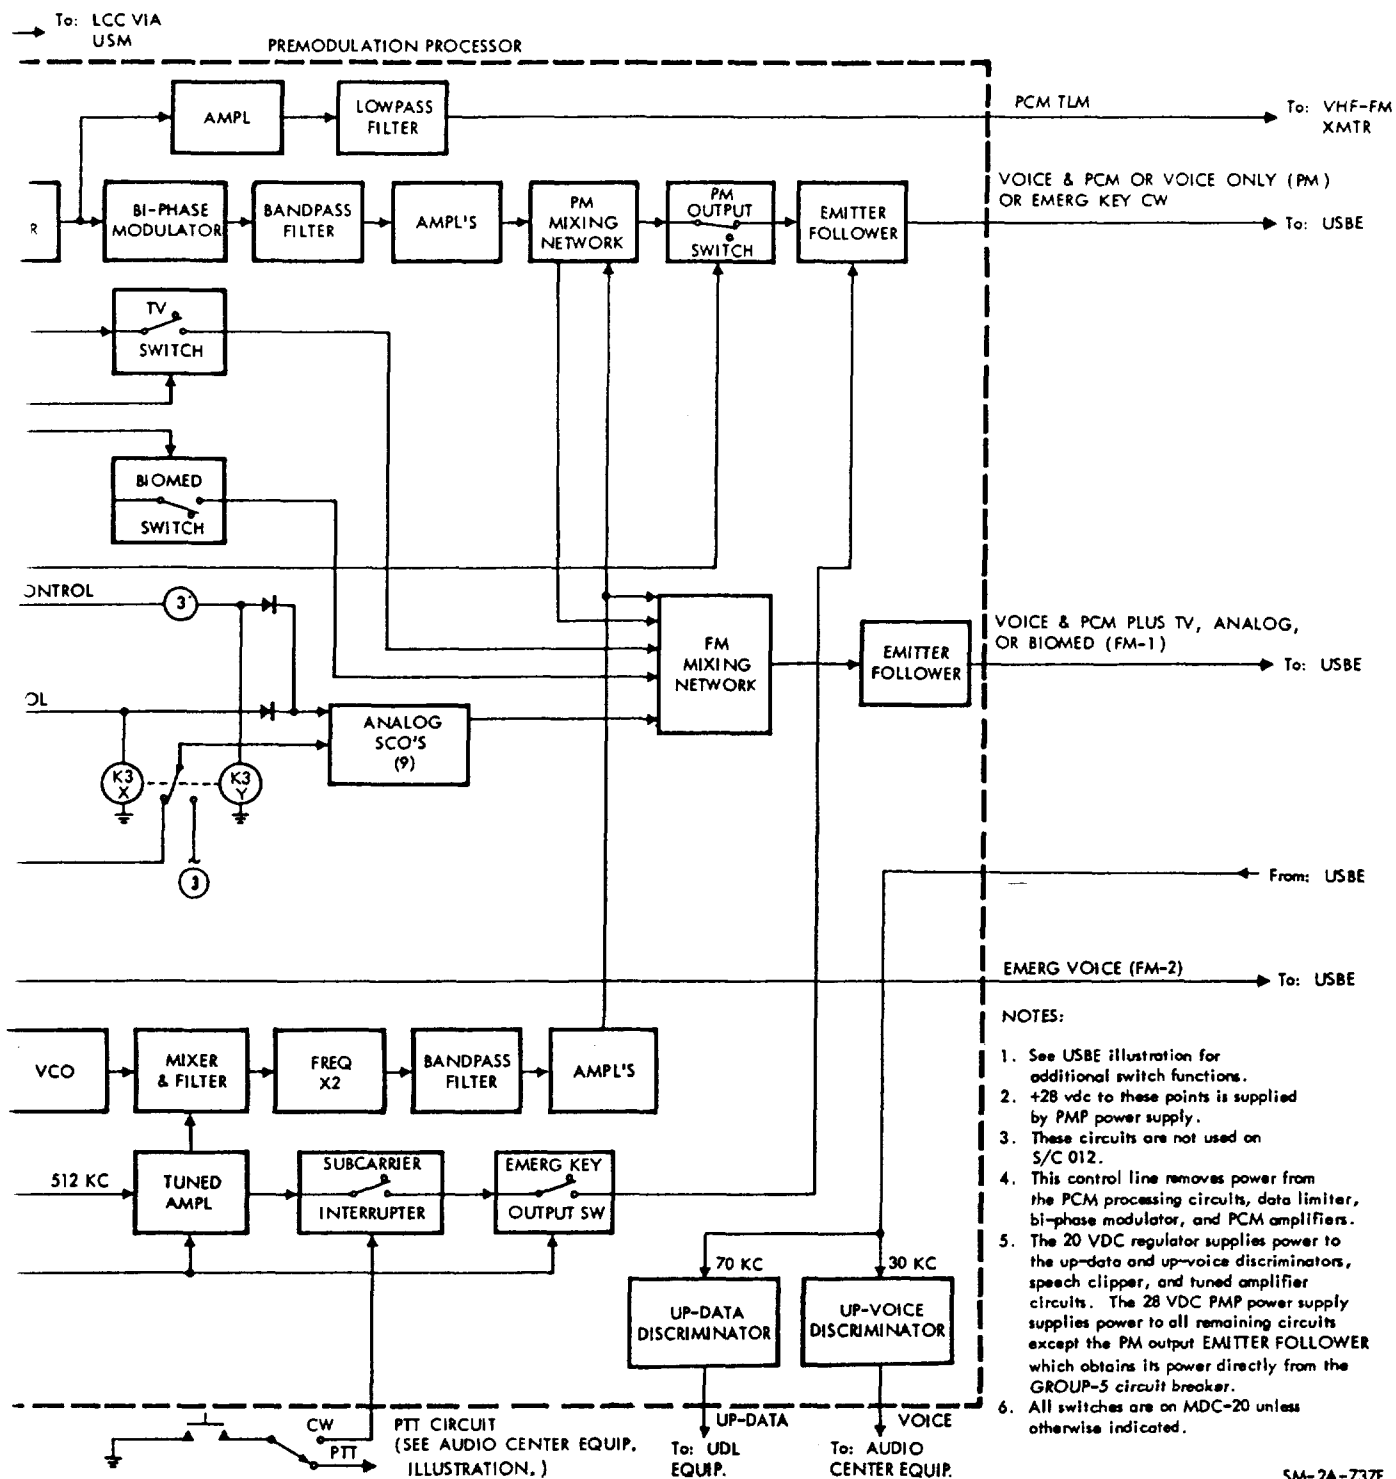 To: LCC VIA
USM
PREMODULATION PROCESSOR
AMPL
LOWPASS
FILTER
PCM TLM
To: VHF-FM
XMTR
R
BI-PHASE
MODULATOR
BANDPASS
FILTER
AMPL'S
PM
MIXING
NETWORK
PM
OUTPUT
SWITCH
EMITTER
FOLLOWER
VOICE & PCM OR VOICE ONLY (PM)
OR EMERG KEY CW
To: USBE
TV
SWITCH
BIOMED
SWITCH
ONTROL
3
OL
K3
X
K3
Y
3
ANALOG
SCO'S
(9)
FM
MIXING
NETWORK
EMITTER
FOLLOWER
VOICE & PCM PLUS TV, ANALOG,
OR BIOMED (FM-1)
To: USBE
From: USBE
EMERG VOICE (FM-2)
To: USBE
VCO
MIXER
& FILTER
FREQ
X2
BANDPASS
FILTER
AMPL'S
512 KC
TUNED
AMPL
SUBCARRIER
INTERRUPTER
EMERG KEY
OUTPUT SW
70 KC
30 KC
UP-DATA
DISCRIMINATOR
UP-VOICE
DISCRIMINATOR
CW
PTT
PTT CIRCUIT
(SEE AUDIO CENTER EQUIP.
ILLUSTRATION.)
UP-DATA
To: UDL
EQUIP.
VOICE
To: AUDIO
CENTER EQUIP.
NOTES:
1. See USBE illustration for
additional switch functions.
2. +28 vdc to these points is supplied
by PMP power supply.
3. These circuits are not used on
S/C 012.
4. This control line removes power from
the PCM processing circuits, data limiter,
bi-phase modulator, and PCM amplifiers.
5. The 20 VDC regulator supplies power to
the up-data and up-voice discriminators,
speech clipper, and tuned amplifier
circuits. The 28 VDC PMP power supply
supplies power to all remaining circuits
except the PM output EMITTER FOLLOWER
which obtains its power directly from the
GROUP-5 circuit breaker.
6. All switches are on MDC-20 unless
otherwise indicated.
SM-2A-737E